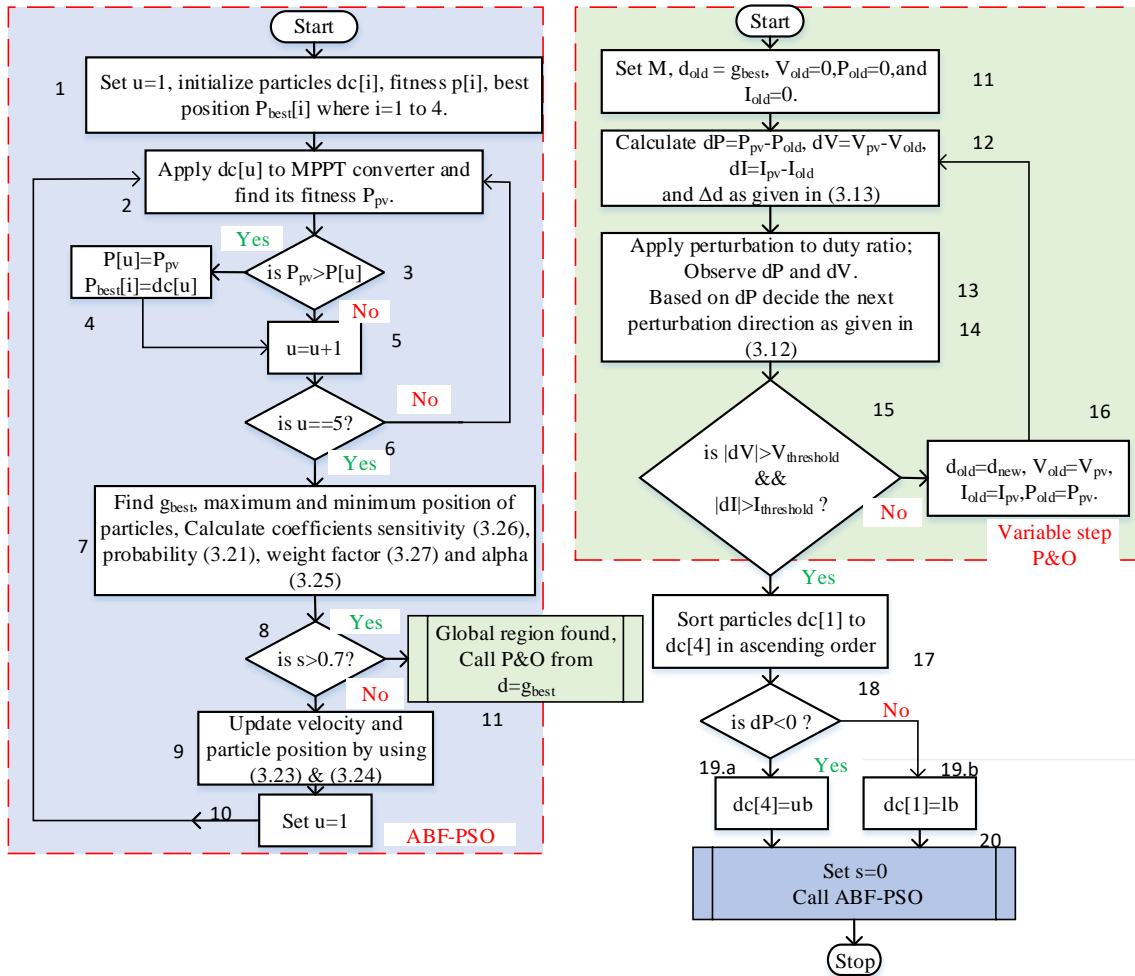 Start
1
Set u=1, initialize particles dc[i], fitness p[i], best
position Pbest[i] where i=1 to 4.
Apply dc[u] to MPPT converter and
find its fitness Ppv.
2
Yes
is Ppv>P[u]
3
P[u]=Ppv
Pbest[i]=dc[u]
4
No
u=u+1
5
is u==5?
No
6
Yes
Find gbest, maximum and minimum position of
particles, Calculate coefficients sensitivity (3.26),
probability (3.21), weight factor (3.27) and alpha
(3.25)
7
8
is s>0.7?
Yes
Global region found,
Call P&O from
d=gbest
11
No
Update velocity and
particle position by using
(3.23) & (3.24)
9
10
Set u=1
ABF-PSO
Start
Set M, dold = gbest, Vold=0,Pold=0,and
Iold=0.
11
Calculate dP=Ppv-Pold, dV=Vpv-Vold,
dI=Ipv-Iold
and Δd as given in (3.13)
12
Apply perturbation to duty ratio;
Observe dP and dV.
Based on dP decide the next
perturbation direction as given in
(3.12)
13
14
15
is |dV|>Vthreshold
&&
|dI|>Ithreshold ?
No
16
dold=dnew, Vold=Vpv,
Iold=Ipv,Pold=Ppv.
Variable step
P&O
Yes
Sort particles dc[1] to
dc[4] in ascending order
17
18
is dP<0 ?
No
19.a
Yes
19.b
dc[4]=ub
dc[1]=lb
20
Set s=0
Call ABF-PSO
Stop